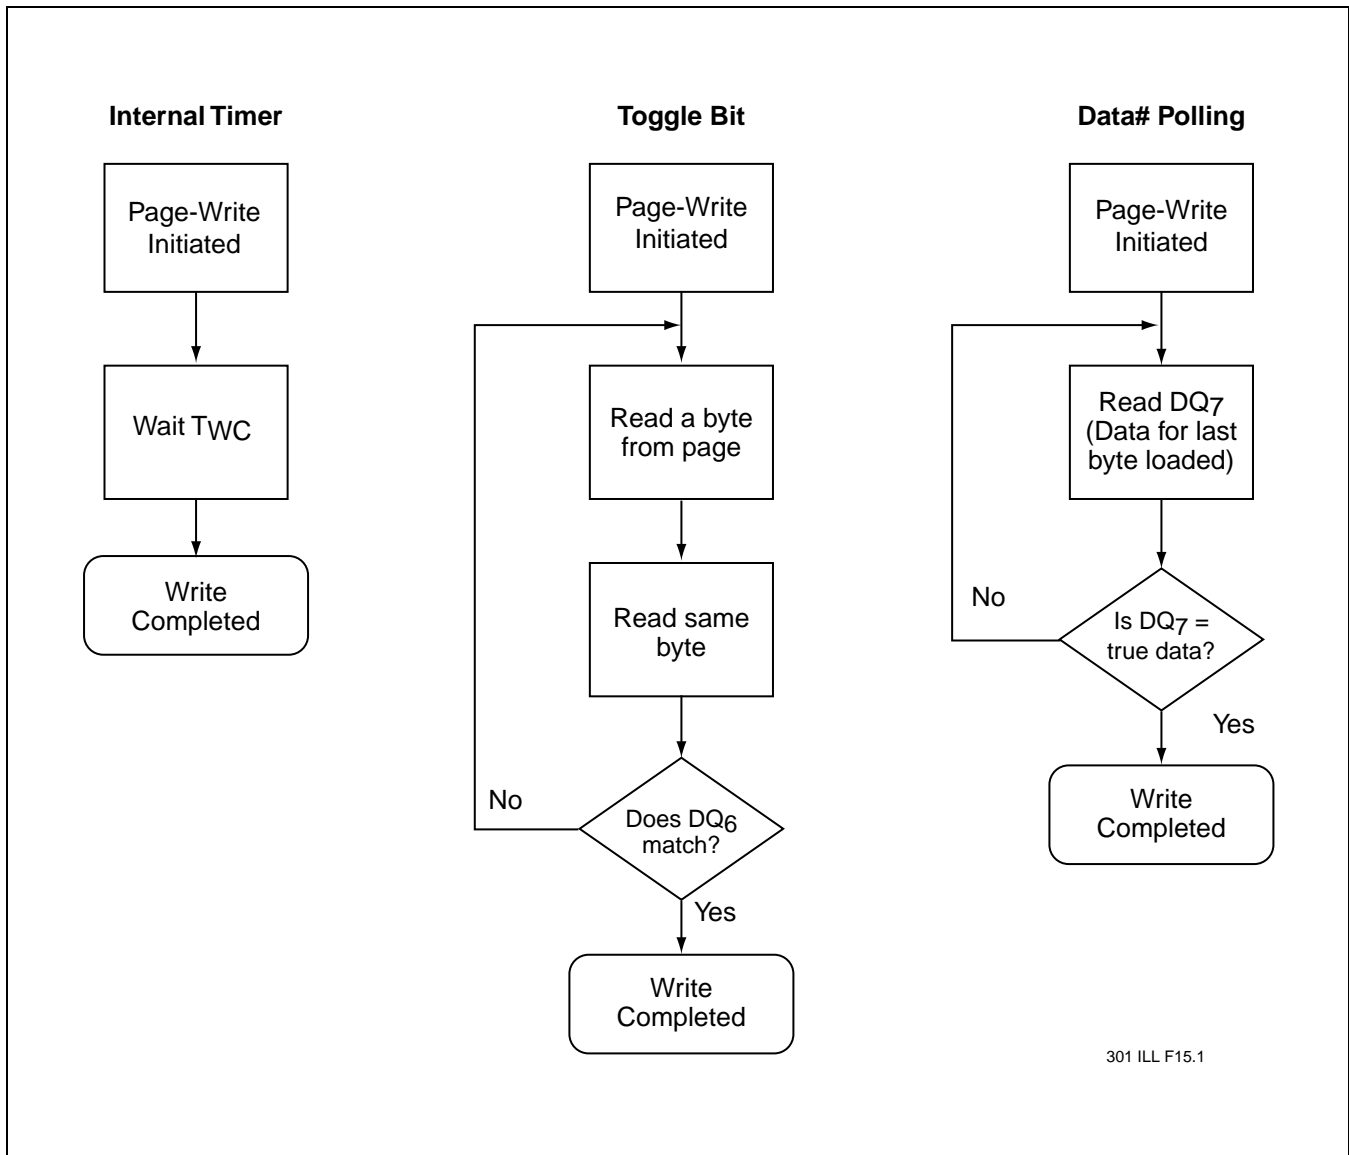 Internal Timer
Page-Write
Initiated
Wait TWC
Write
Completed
Toggle Bit
Page-Write
Initiated
Read a byte
from page
Read same
byte
No
Does DQ6
match?
Yes
Write
Completed
Data# Polling
Page-Write
Initiated
Read DQ7
(Data for last
byte loaded)
No
Is DQ7 =
true data?
Yes
Write
Completed
301 ILL F15.1